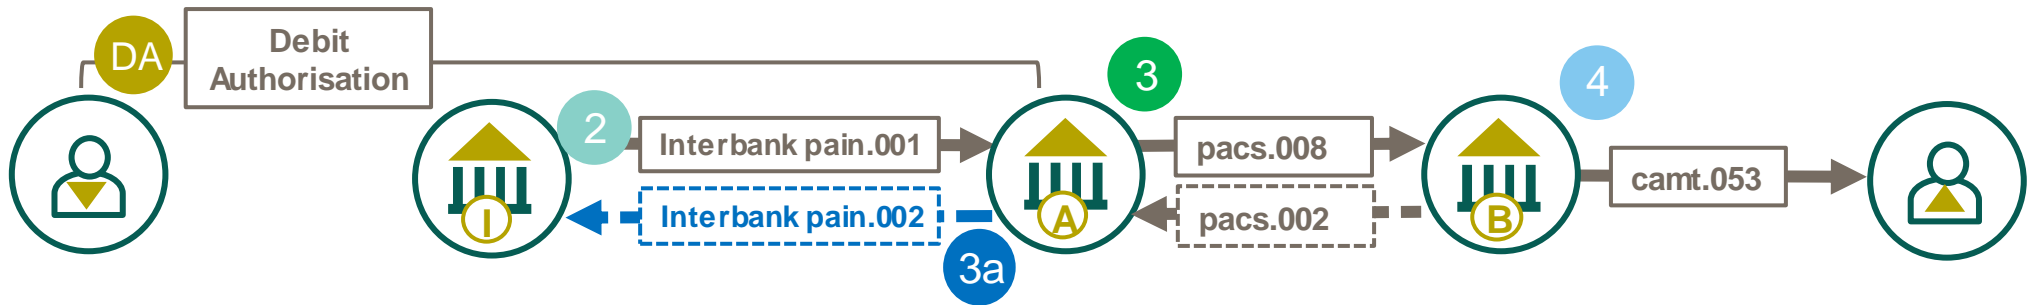 DA
Debit
Authorisation
2
Interbank pain.001
3
pacs.008
4
camt.053
I
Interbank pain.002
A
pacs.002
B
3a